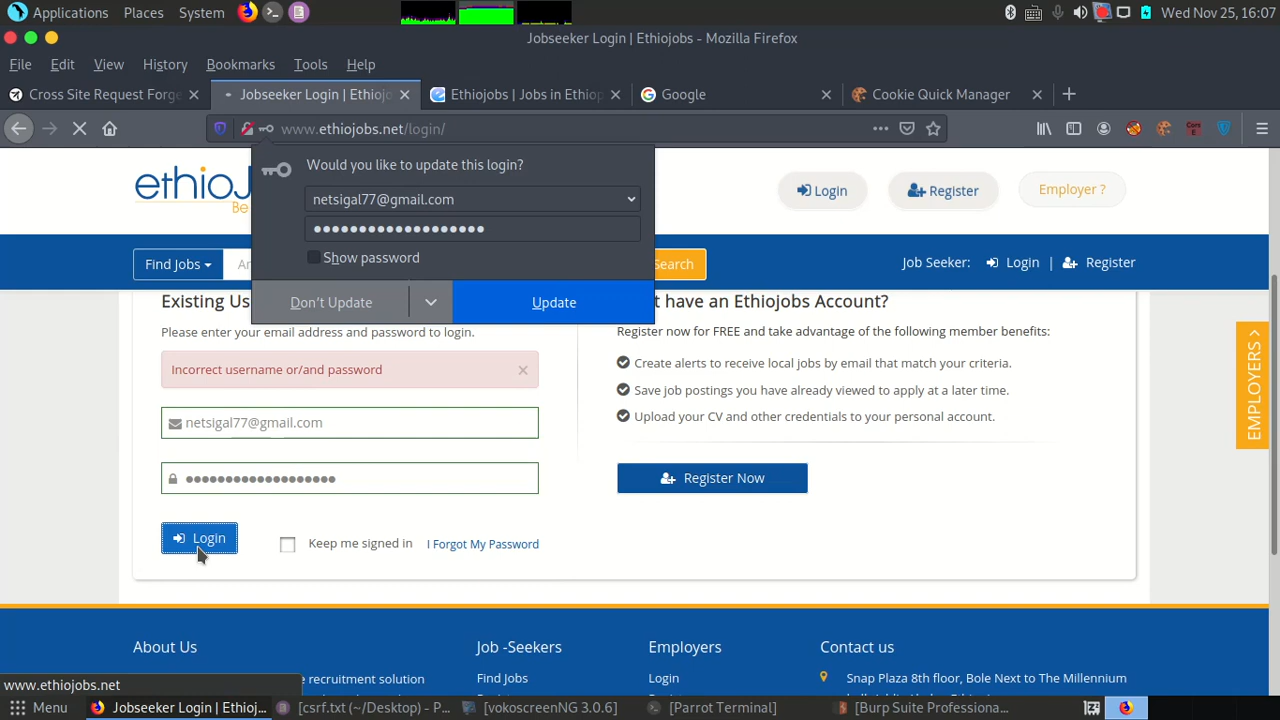 Applications Places System Wed Nov 25, 16:07
Jobseeker Login | Ethiojobs - Mozilla Firefox
File Edit View History Bookmarks Tools Help
Cross Site Request Forge Jobseeker Login | Ethiojo Ethiojobs | Jobs in Ethiop Google Cookie Quick Manager
www.ethiojobs.net/login/
Would you like to update this login?
netsigal77@gmail.com
●●●●●●●●●●●●●●●●●●●
Show password
Don't Update Update
ethioJ
Be
Login Register Employer ?
Find Jobs Search
Job Seeker: Login | Register
Existing Us
Please enter your email address and password to login.
Incorrect username or/and password ×
netsigal77@gmail.com
●●●●●●●●●●●●●●●●●●●
Login Keep me signed in I Forgot My Password
t have an Ethiojobs Account?
Register now for FREE and take advantage of the following member benefits:
Create alerts to receive local jobs by email that match your criteria.
Save job postings you have already viewed to apply at a later time.
Upload your CV and other credentials to your personal account.
Register Now
EMPLOYERS
About Us Job -Seekers Employers Contact us
e recruitment solution Find Jobs Login Snap Plaza 8th floor, Bole Next to The Millennium
www.ethiojobs.net
Menu Jobseeker Login | Ethioj... [csrf.txt (~/Desktop) - P... [vokoscreenNG 3.0.6] [Parrot Terminal] [Burp Suite Professiona...